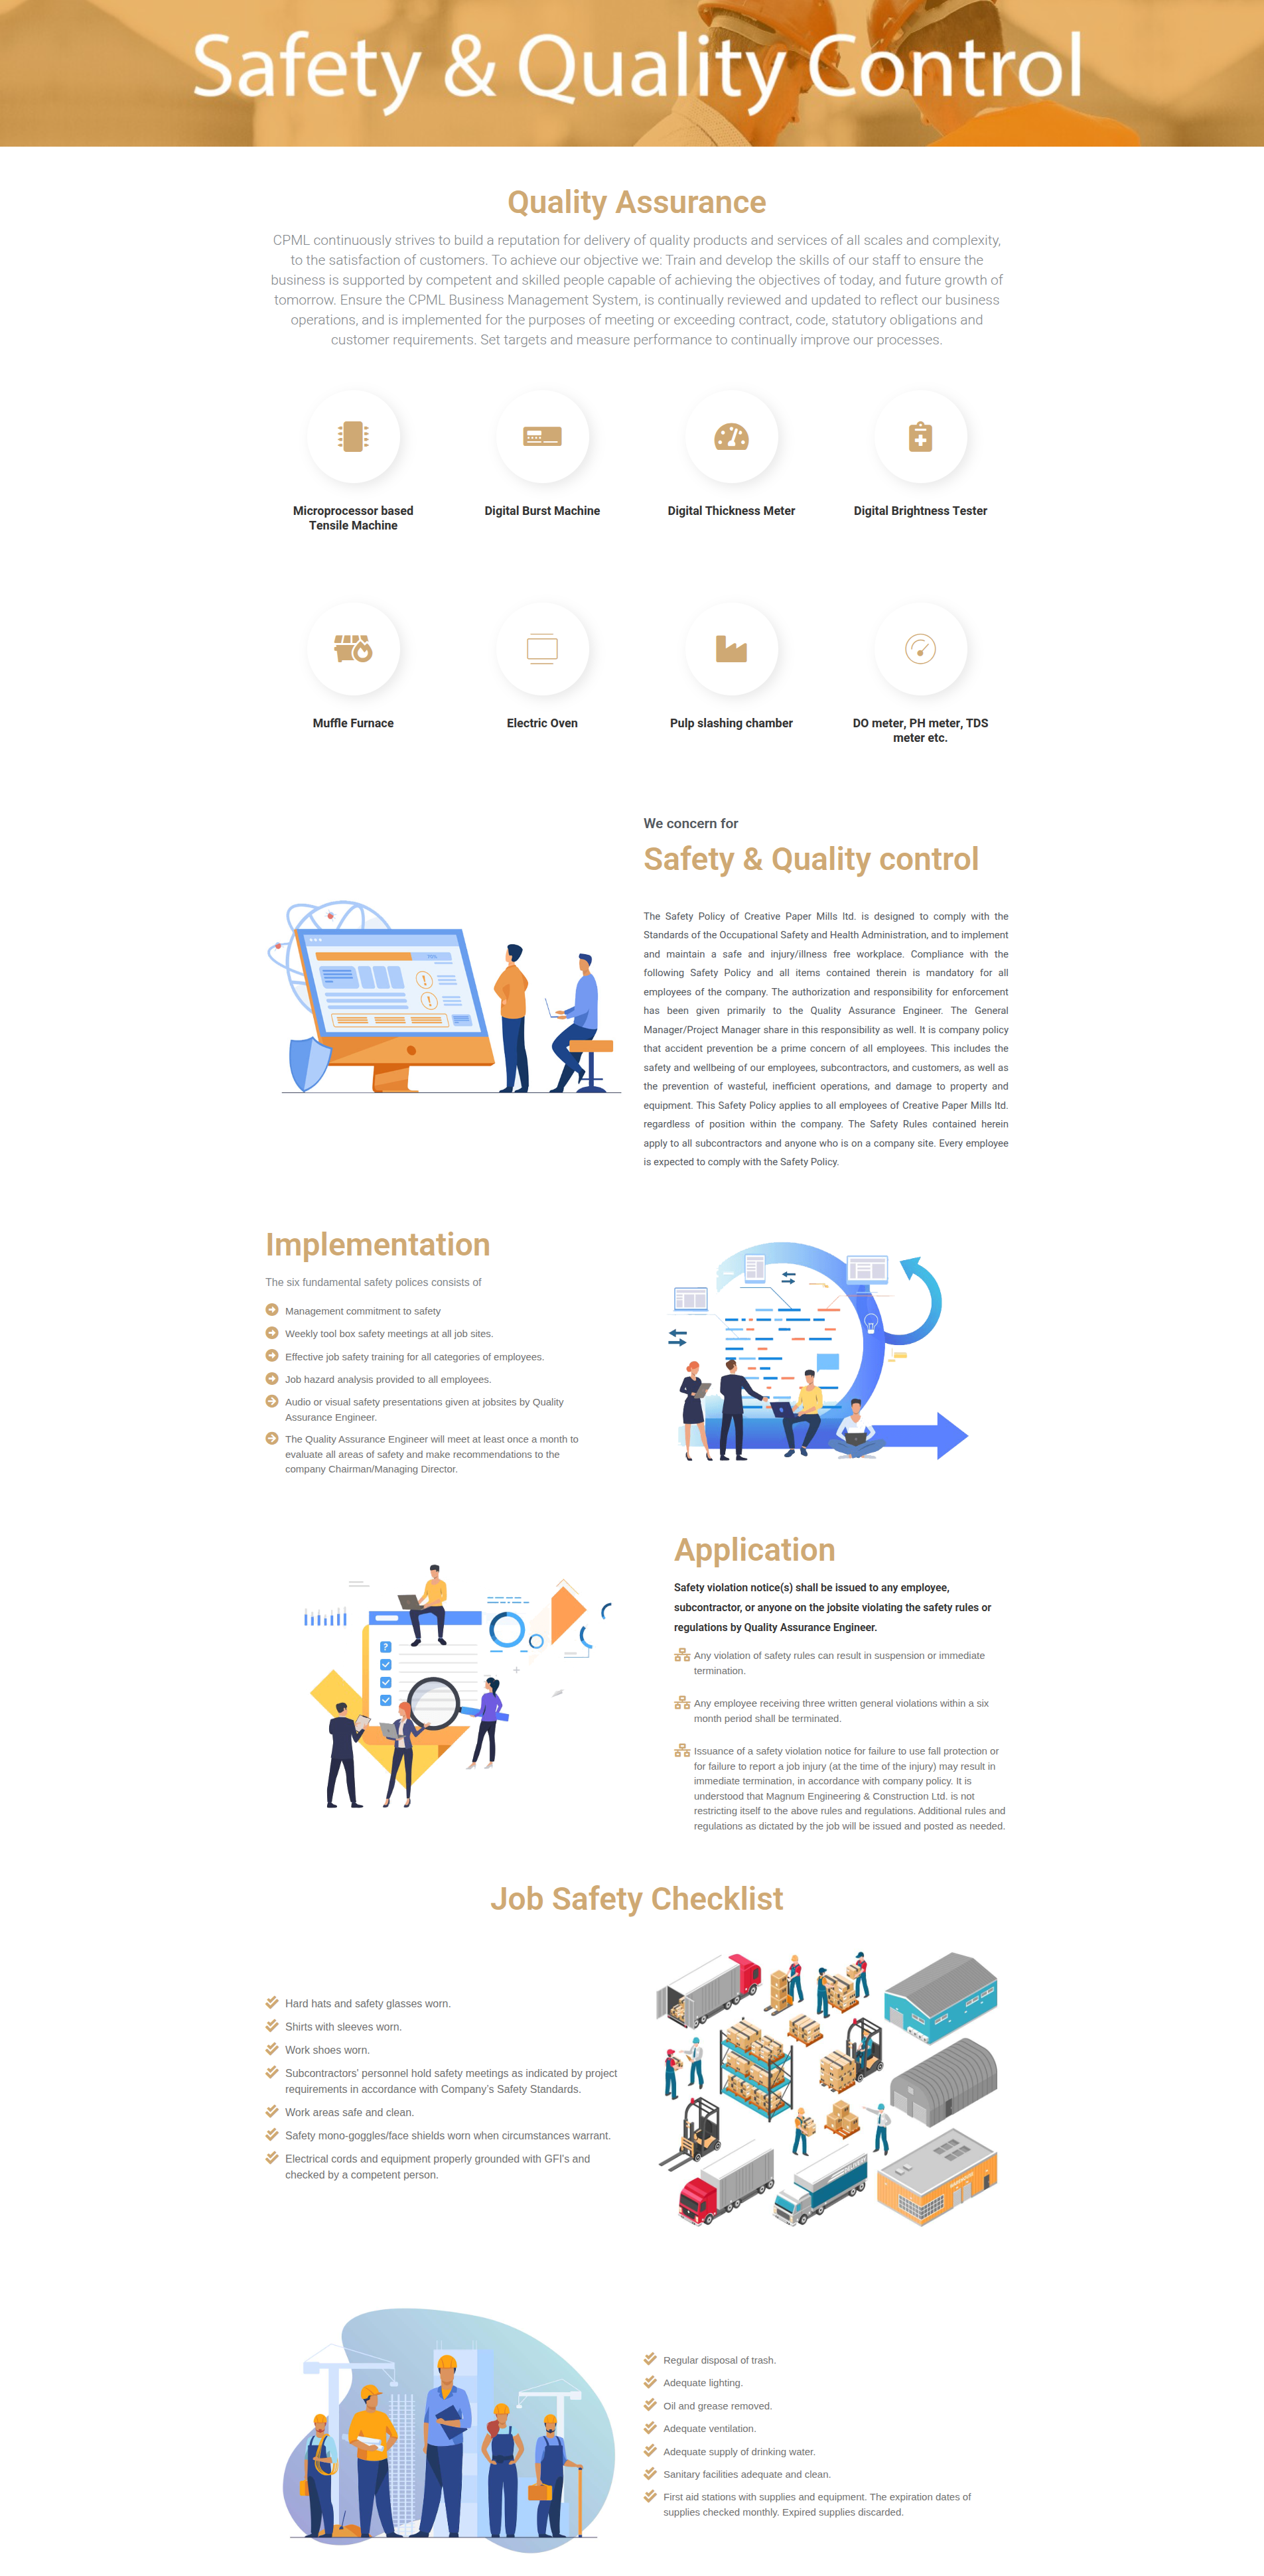 Safety & Quality Control
Quality Assurance
CPML continuously strives to build a reputation for delivery of quality products and services of all scales and complexity,
to the satisfaction of customers. To achieve our objective we: Train and develop the skills of our staff to ensure the
business is supported by competent and skilled people capable of achieving the objectives of today, and future growth of
tomorrow. Ensure the CPML Business Management System, is continually reviewed and updated to reflect our business
operations, and is implemented for the purposes of meeting or exceeding contract, code, statutory obligations and
customer requirements. Set targets and measure performance to continually improve our processes.
Microprocessor based
Tensile Machine
Digital Burst Machine
Digital Thickness Meter
Digital Brightness Tester
Muffle Furnace
Electric Oven
Pulp slashing chamber
DO meter, PH meter, TDS
meter etc.
We concern for
Safety & Quality control
The Safety Policy of Creative Paper Mills ltd. is designed to comply with the
Standards of the Occupational Safety and Health Administration, and to implement
and maintain a safe and injury/illness free workplace. Compliance with the
following Safety Policy and all items contained therein is mandatory for all
employees of the company. The authorization and responsibility for enforcement
has been given primarily to the Quality Assurance Engineer. The General
Manager/Project Manager share in this responsibility as well. It is company policy
that accident prevention be a prime concern of all employees. This includes the
safety and wellbeing of our employees, subcontractors, and customers, as well as
the prevention of wasteful, inefficient operations, and damage to property and
equipment. This Safety Policy applies to all employees of Creative Paper Mills ltd.
regardless of position within the company. The Safety Rules contained herein
apply to all subcontractors and anyone who is on a company site. Every employee
is expected to comply with the Safety Policy.
Implementation
The six fundamental safety polices consists of
Management commitment to safety
Weekly tool box safety meetings at all job sites.
Effective job safety training for all categories of employees.
Job hazard analysis provided to all employees.
Audio or visual safety presentations given at jobsites by Quality
Assurance Engineer.
The Quality Assurance Engineer will meet at least once a month to
evaluate all areas of safety and make recommendations to the
company Chairman/Managing Director.
Application
Safety violation notice(s) shall be issued to any employee,
subcontractor, or anyone on the jobsite violating the safety rules or
regulations by Quality Assurance Engineer.
Any violation of safety rules can result in suspension or immediate
termination.
Any employee receiving three written general violations within a six
month period shall be terminated.
Issuance of a safety violation notice for failure to use fall protection or
for failure to report a job injury (at the time of the injury) may result in
immediate termination, in accordance with company policy. It is
understood that Magnum Engineering & Construction Ltd. is not
restricting itself to the above rules and regulations. Additional rules and
regulations as dictated by the job will be issued and posted as needed.
Job Safety Checklist
Hard hats and safety glasses worn.
Shirts with sleeves worn.
Work shoes worn.
Subcontractors' personnel hold safety meetings as indicated by project
requirements in accordance with Company's Safety Standards.
Work areas safe and clean.
Safety mono-goggles/face shields worn when circumstances warrant.
Electrical cords and equipment properly grounded with GFI's and
checked by a competent person.
Regular disposal of trash.
Adequate lighting.
Oil and grease removed.
Adequate ventilation.
Adequate supply of drinking water.
Sanitary facilities adequate and clean.
First aid stations with supplies and equipment. The expiration dates of
supplies checked monthly. Expired supplies discarded.